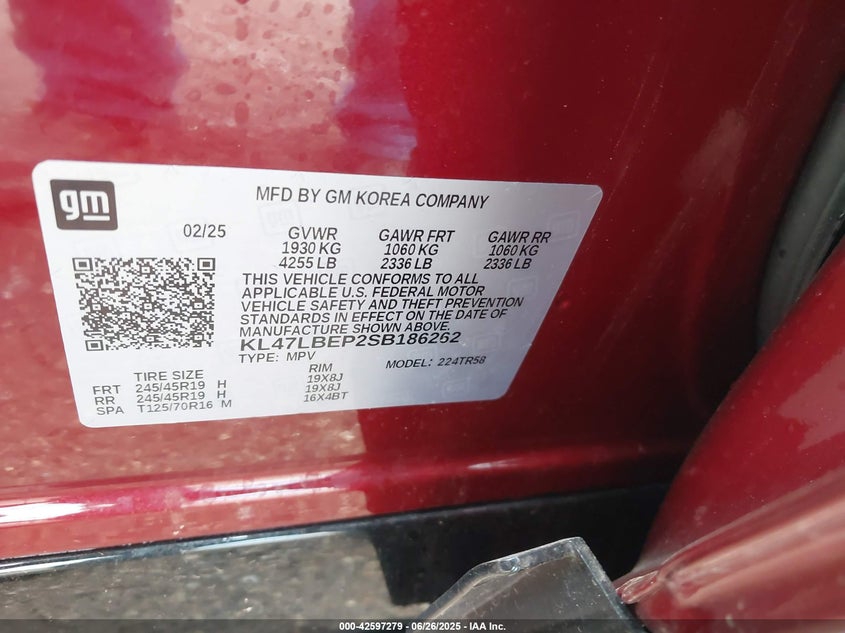 gm
MFD BY GM KOREA COMPANY
02/25 GVWR GAWR FRT GAWR RR
1930 KG 1060 KG 1060 KG
4255 LB 2336 LB 2336 LB
THIS VEHICLE CONFORMS TO ALL
APPLICABLE U.S. FEDERAL MOTOR
VEHICLE SAFETY AND THEFT PREVENTION
STANDARDS IN EFFECT ON THE DATE OF
MANUFACTURE SHOWN ABOVE.
KL47LBEP2SB186262
TYPE: MPV MODEL: 224TR58
TIRE SIZE RIM
FRT 245/45R19 H 19X8J
RR 245/45R19 H 19X8J
SPA T125/70R16 M 16X4BT
000-42597279 - 06/26/2025 - IAA Inc.